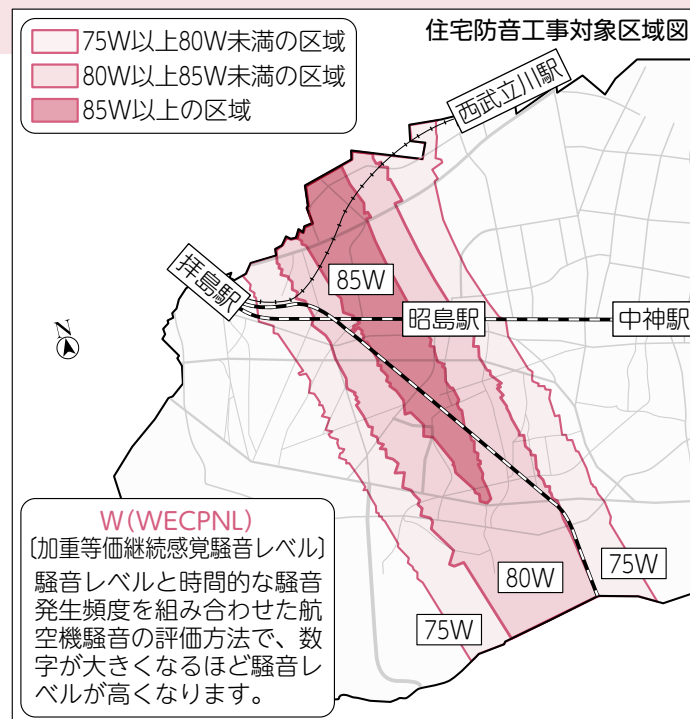 住宅防音工事対象区域図
75W以上80W未満の区域
80W以上85W未満の区域
85W以上の区域
西武立川駅
拝島駅
85W
昭島駅
中神駅
N
80W
75W
75W
W(WECPNL)
〔加重等価継続感覚騒音レベル〕
騒音レベルと時間的な騒音
発生頻度を組み合わせた航
空機騒音の評価方法で、数
字が大きくなるほど騒音レ
ベルが高くなります。